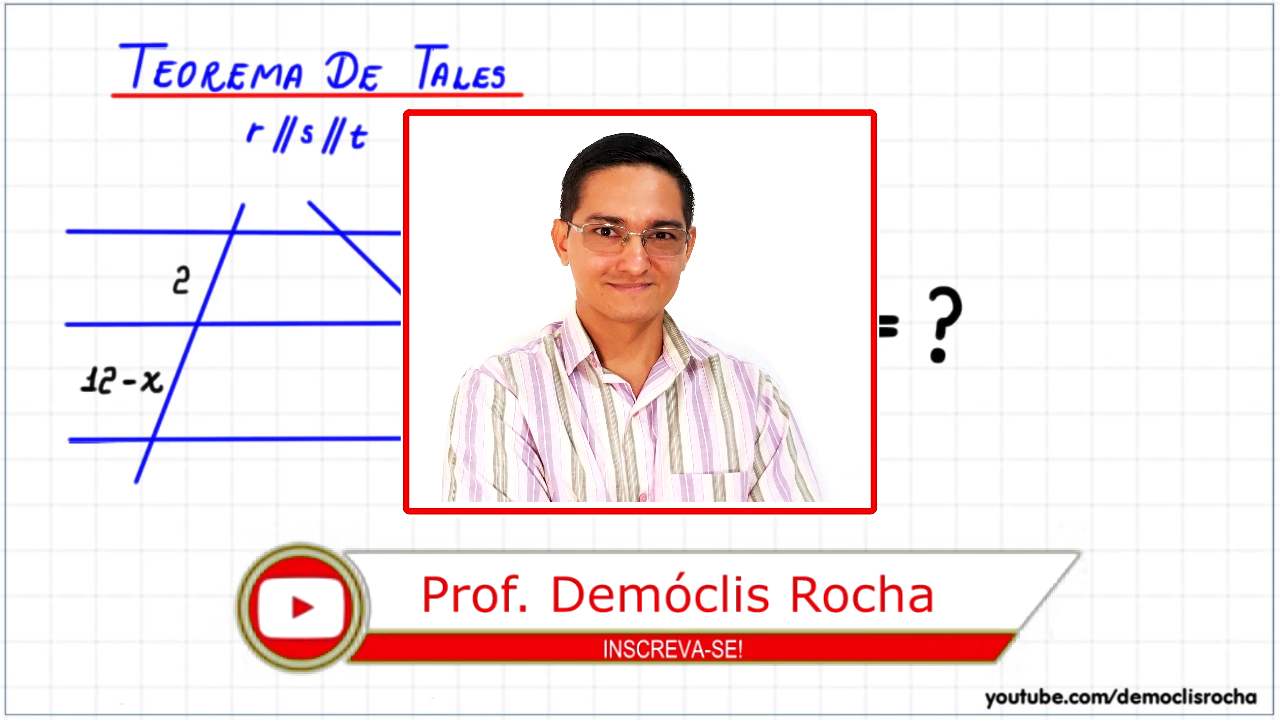 TEOREMA DE TALES
r // s // t
2
= ?
12-x
Prof. Demóclis Rocha
INSCREVA-SE!
youtube.com/democlisrocha